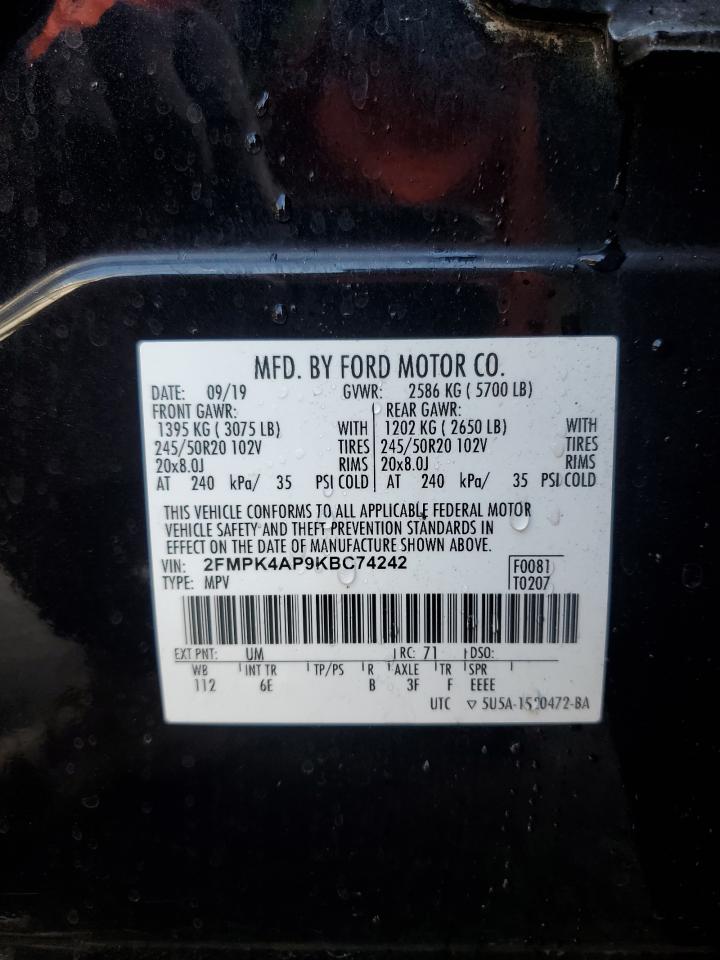 MFD. BY FORD MOTOR CO.
DATE: 09/19 GVWR: 2586 KG ( 5700 LB)
FRONT GAWR: REAR GAWR:
1395 KG ( 3075 LB) WITH 1202 KG ( 2650 LB) WITH
245/50R20 102V TIRES 245/50R20 102V TIRES
20x8.0J RIMS 20x8.0J RIMS
AT 240 kPa/ 35 PSI COLD AT 240 kPa/ 35 PSI COLD
THIS VEHICLE CONFORMS TO ALL APPLICABLE FEDERAL MOTOR
VEHICLE SAFETY AND THEFT PREVENTION STANDARDS IN
EFFECT ON THE DATE OF MANUFACTURE SHOWN ABOVE.
VIN: 2FMPK4AP9KBC74242 F0081
TYPE: MPV T0207
EXT PNT: UM RC: 71 DSO:
WB INT TR TP/PS R AXLE TR SPR
112 6E B 3F F EEEE
UTC ▽ 5U5A-1520472-BA